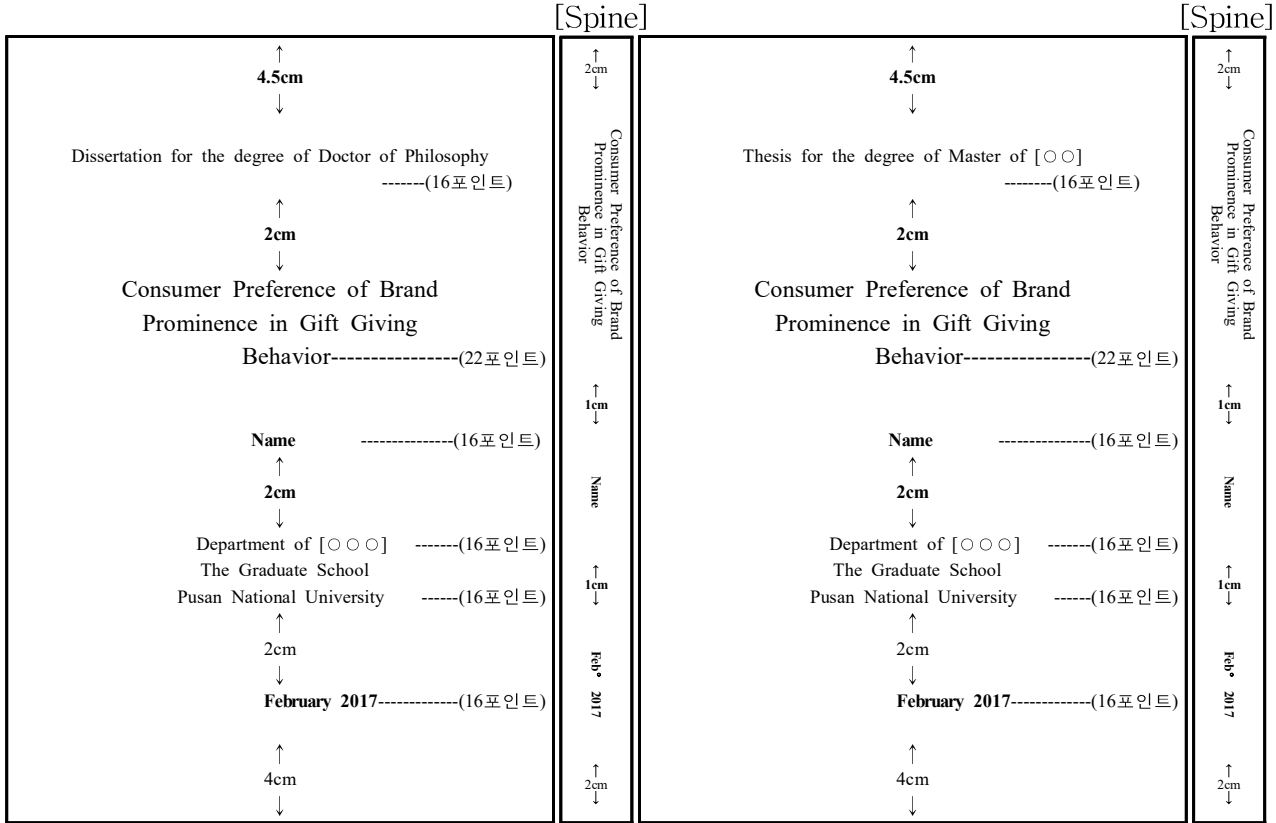 [Spine]
[Spine]
↑
4.5cm
↓
Dissertation for the degree of Doctor of Philosophy
-------(16포인트)
↑
2cm
↓
Consumer Preference of Brand
Prominence in Gift Giving
Behavior----------------(22포인트)
Name ---------------(16포인트)
↑
2cm
↓
Department of [○○○] -------(16포인트)
The Graduate School
Pusan National University ------(16포인트)
↑
2cm
↓
February 2017-------------(16포인트)
↑
4cm
↓
↑
2cm
↓
Consumer Preference of Brand
Prominence in Gift Giving
Behavior
↑
1cm
↓
Name
↑
1cm
↓
Feb° 2017
↑
2cm
↓
↑
4.5cm
↓
Thesis for the degree of Master of [○○]
--------(16포인트)
↑
2cm
↓
Consumer Preference of Brand
Prominence in Gift Giving
Behavior----------------(22포인트)
Name ---------------(16포인트)
↑
2cm
↓
Department of [○○○] -------(16포인트)
The Graduate School
Pusan National University ------(16포인트)
↑
2cm
↓
February 2017-------------(16포인트)
↑
4cm
↓
↑
2cm
↓
Consumer Preference of Brand
Prominence in Gift Giving
Behavior
↑
1cm
↓
Name
↑
1cm
↓
Feb° 2017
↑
2cm
↓